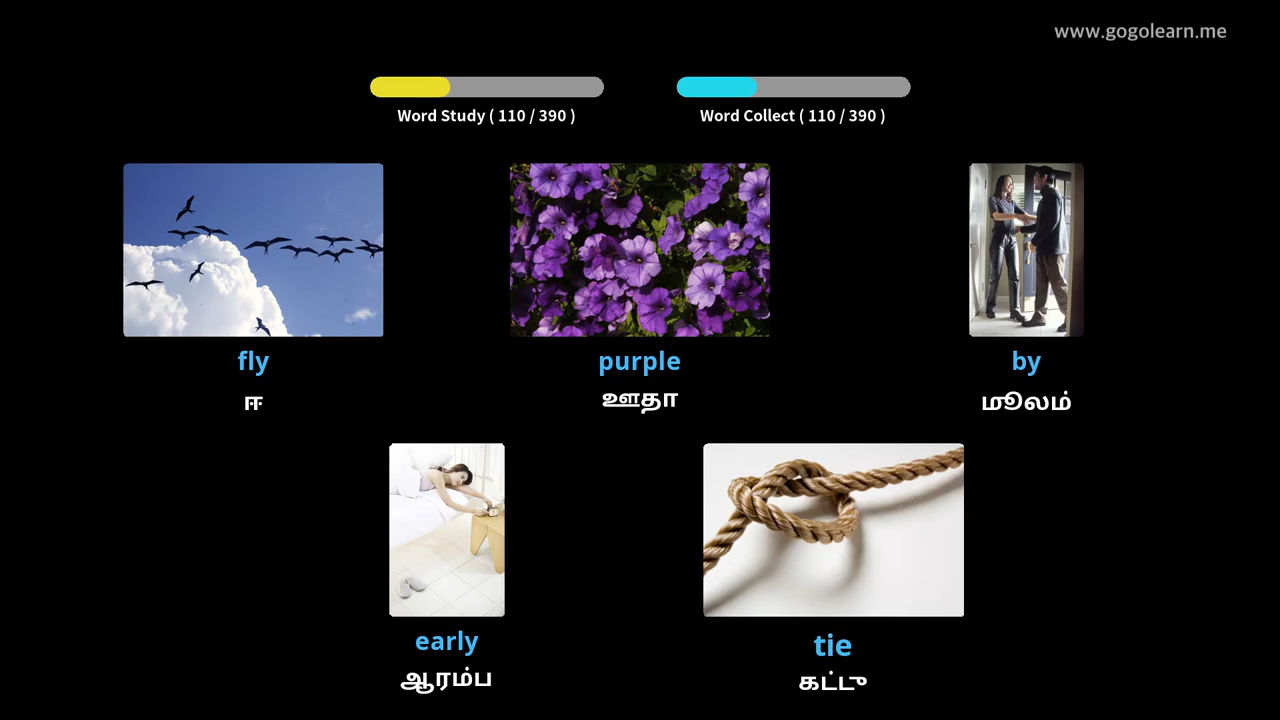 www.gogolearn.me
Word Study ( 110 / 390 )
Word Collect ( 110 / 390 )
fly
ஈ
purple
ஊதா
by
மூலம்
early
ஆரம்ப
tie
கட்டு